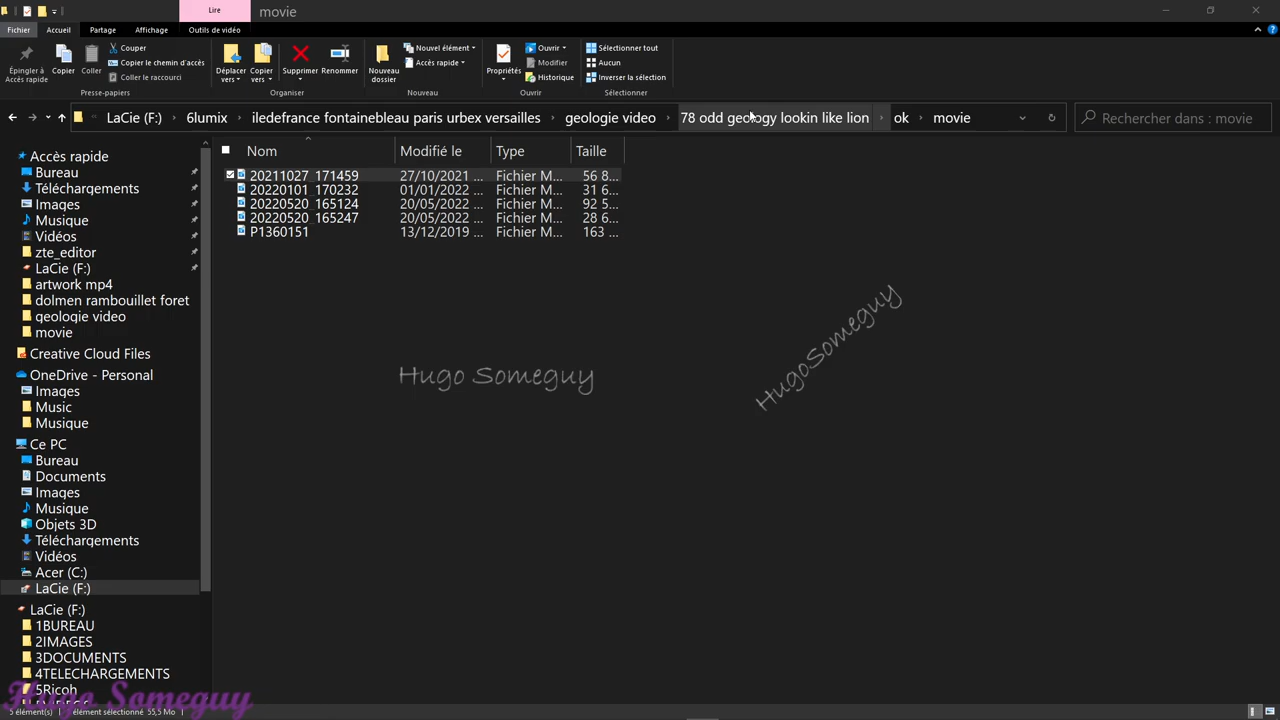 Lire
movie
Fichier Accueil Partage Affichage Outils de vidéo
Épingler à Accès rapide
Copier
Coller
Couper
Copier le chemin d'accès
Coller le raccourci
Presse-papiers
Déplacer vers
Copier vers
Supprimer
Renommer
Organiser
Nouveau dossier
Nouvel élément
Accès rapide
Nouveau
Propriétés
Ouvrir
Modifier
Historique
Ouvrir
Sélectionner tout
Aucun
Inverser la sélection
Sélectionner
LaCie (F:) 6lumix iledefrance fontainebleau paris urbex versailles geologie video 78 odd geology lookin like lion ok movie
Rechercher dans : movie
Nom Modifié le Type Taille
20211027_171459 27/10/2021 ... Fichier M... 56 8...
20220101_170232 01/01/2022 ... Fichier M... 31 6...
20220520_165124 20/05/2022 ... Fichier M... 92 5...
20220520_165247 20/05/2022 ... Fichier M... 28 6...
P1360151 13/12/2019 ... Fichier M... 163 ...
Accès rapide
Bureau
Téléchargements
Images
Musique
Vidéos
zte_editor
LaCie (F:)
artwork mp4
dolmen rambouillet foret
geologie video
movie
Creative Cloud Files
OneDrive - Personal
Images
Music
Musique
Ce PC
Bureau
Documents
Images
Musique
Objets 3D
Téléchargements
Vidéos
Acer (C:)
LaCie (F:)
LaCie (F:)
1BUREAU
2IMAGES
3DOCUMENTS
4TELECHARGEMENTS
5Ricoh
Hugo Someguy
HugoSomeguy
Hugo Someguy
5 élément(s) élément sélectionné 55,5 Mo